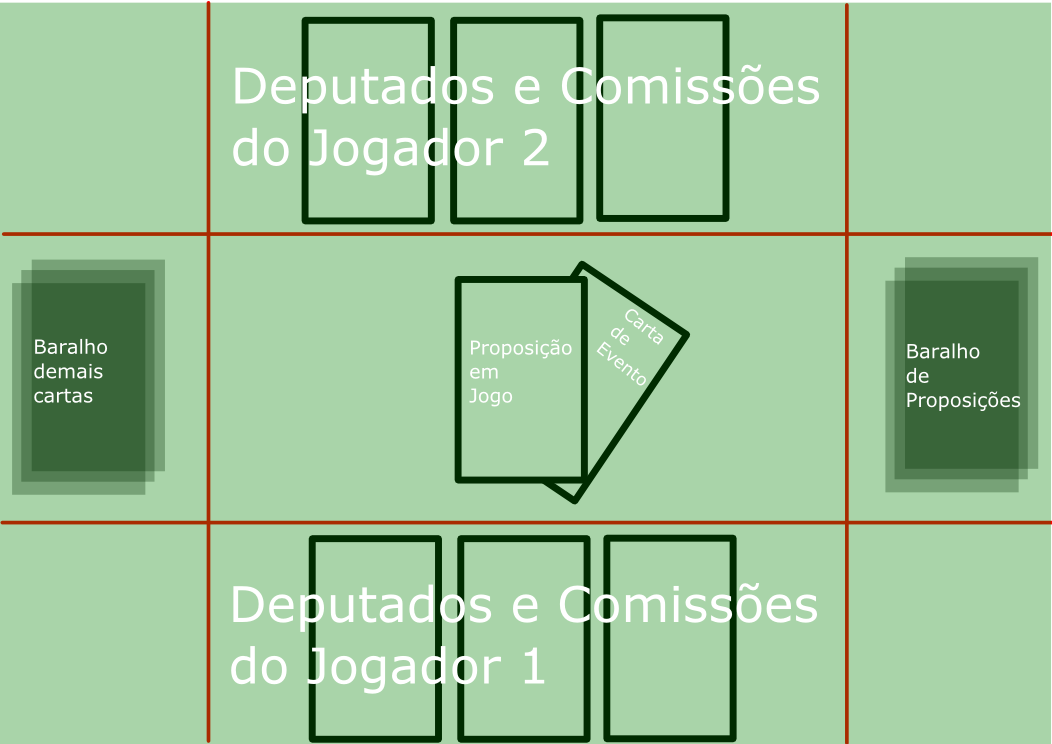 Deputados e Comissões
do Jogador 2
Baralho
demais
cartas
Proposição
em
Jogo
Carta
de
Evento
Baralho
de
Proposições
Deputados e Comissões
do Jogador 1